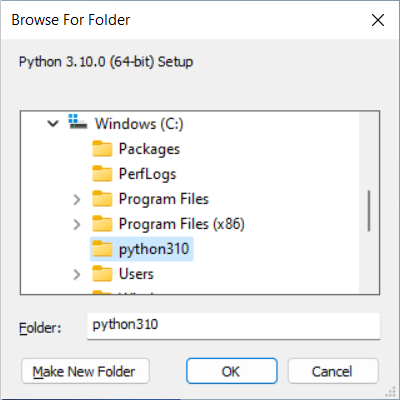 Browse For Folder
Python 3.10.0 (64-bit) Setup
Windows (C:)
Packages
PerfLogs
Program Files
Program Files (x86)
python310
Users
Folder: python310
Make New Folder OK Cancel